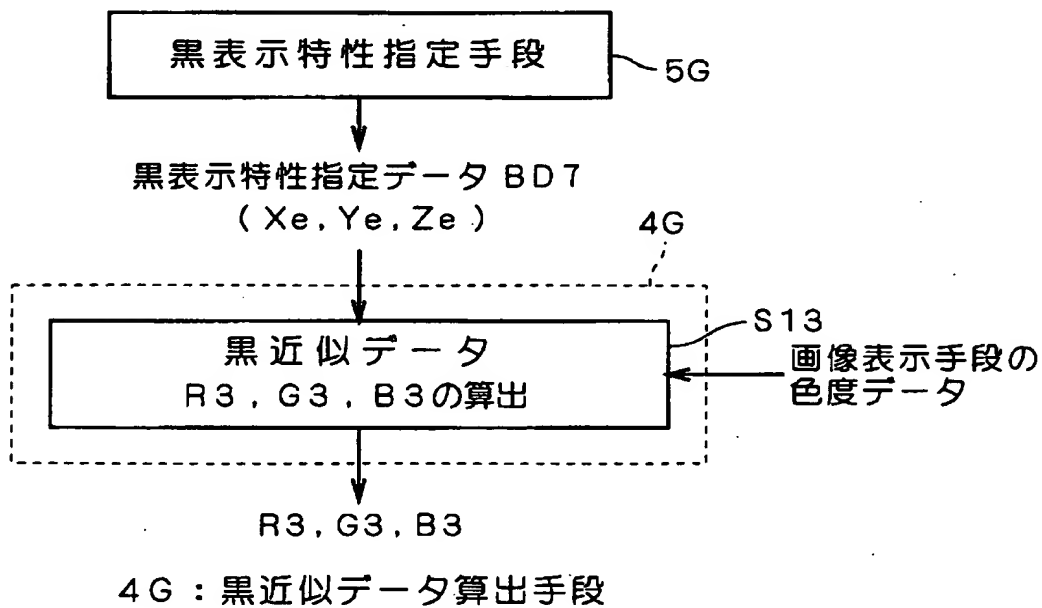 黒表示特性指定手段
5G
黒表示特性指定データ BD7
(Xe, Ye, Ze)
4G
S13
黒近似データ
R3, G3, B3の算出
画像表示手段の
色度データ
R3, G3, B3
4G:黒近似データ算出手段